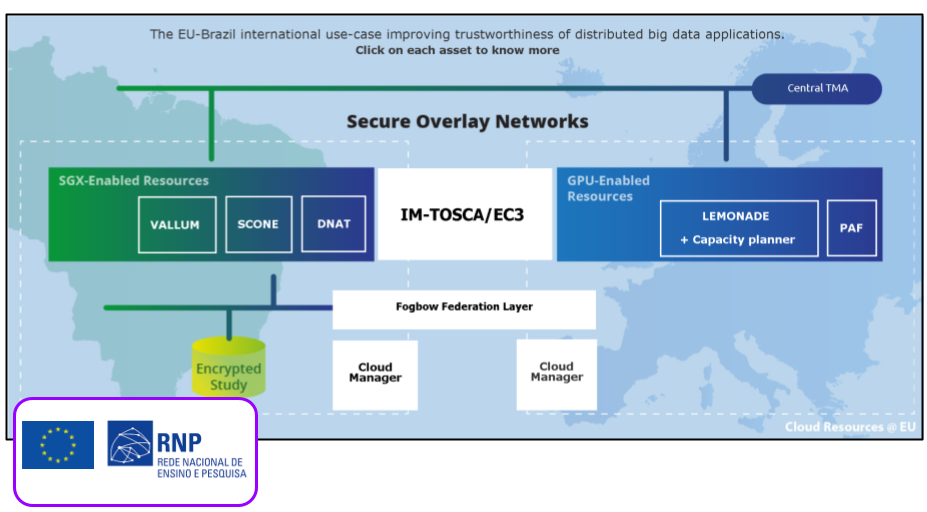 The EU-Brazil international use-case improving trustworthiness of distributed big data applications.
Click on each asset to know more
Central TMA
Secure Overlay Networks
SGX-Enabled Resources
VALLUM
SCONE
DNAT
IM-TOSCA/EC3
GPU-Enabled
Resources
LEMONADE
+ Capacity planner
PAF
Fogbow Federation Layer
Encrypted
Study
Cloud
Manager
Cloud
Manager
Cloud Resources @ EU
RNP
REDE NACIONAL DE
ENSINO E PESQUISA